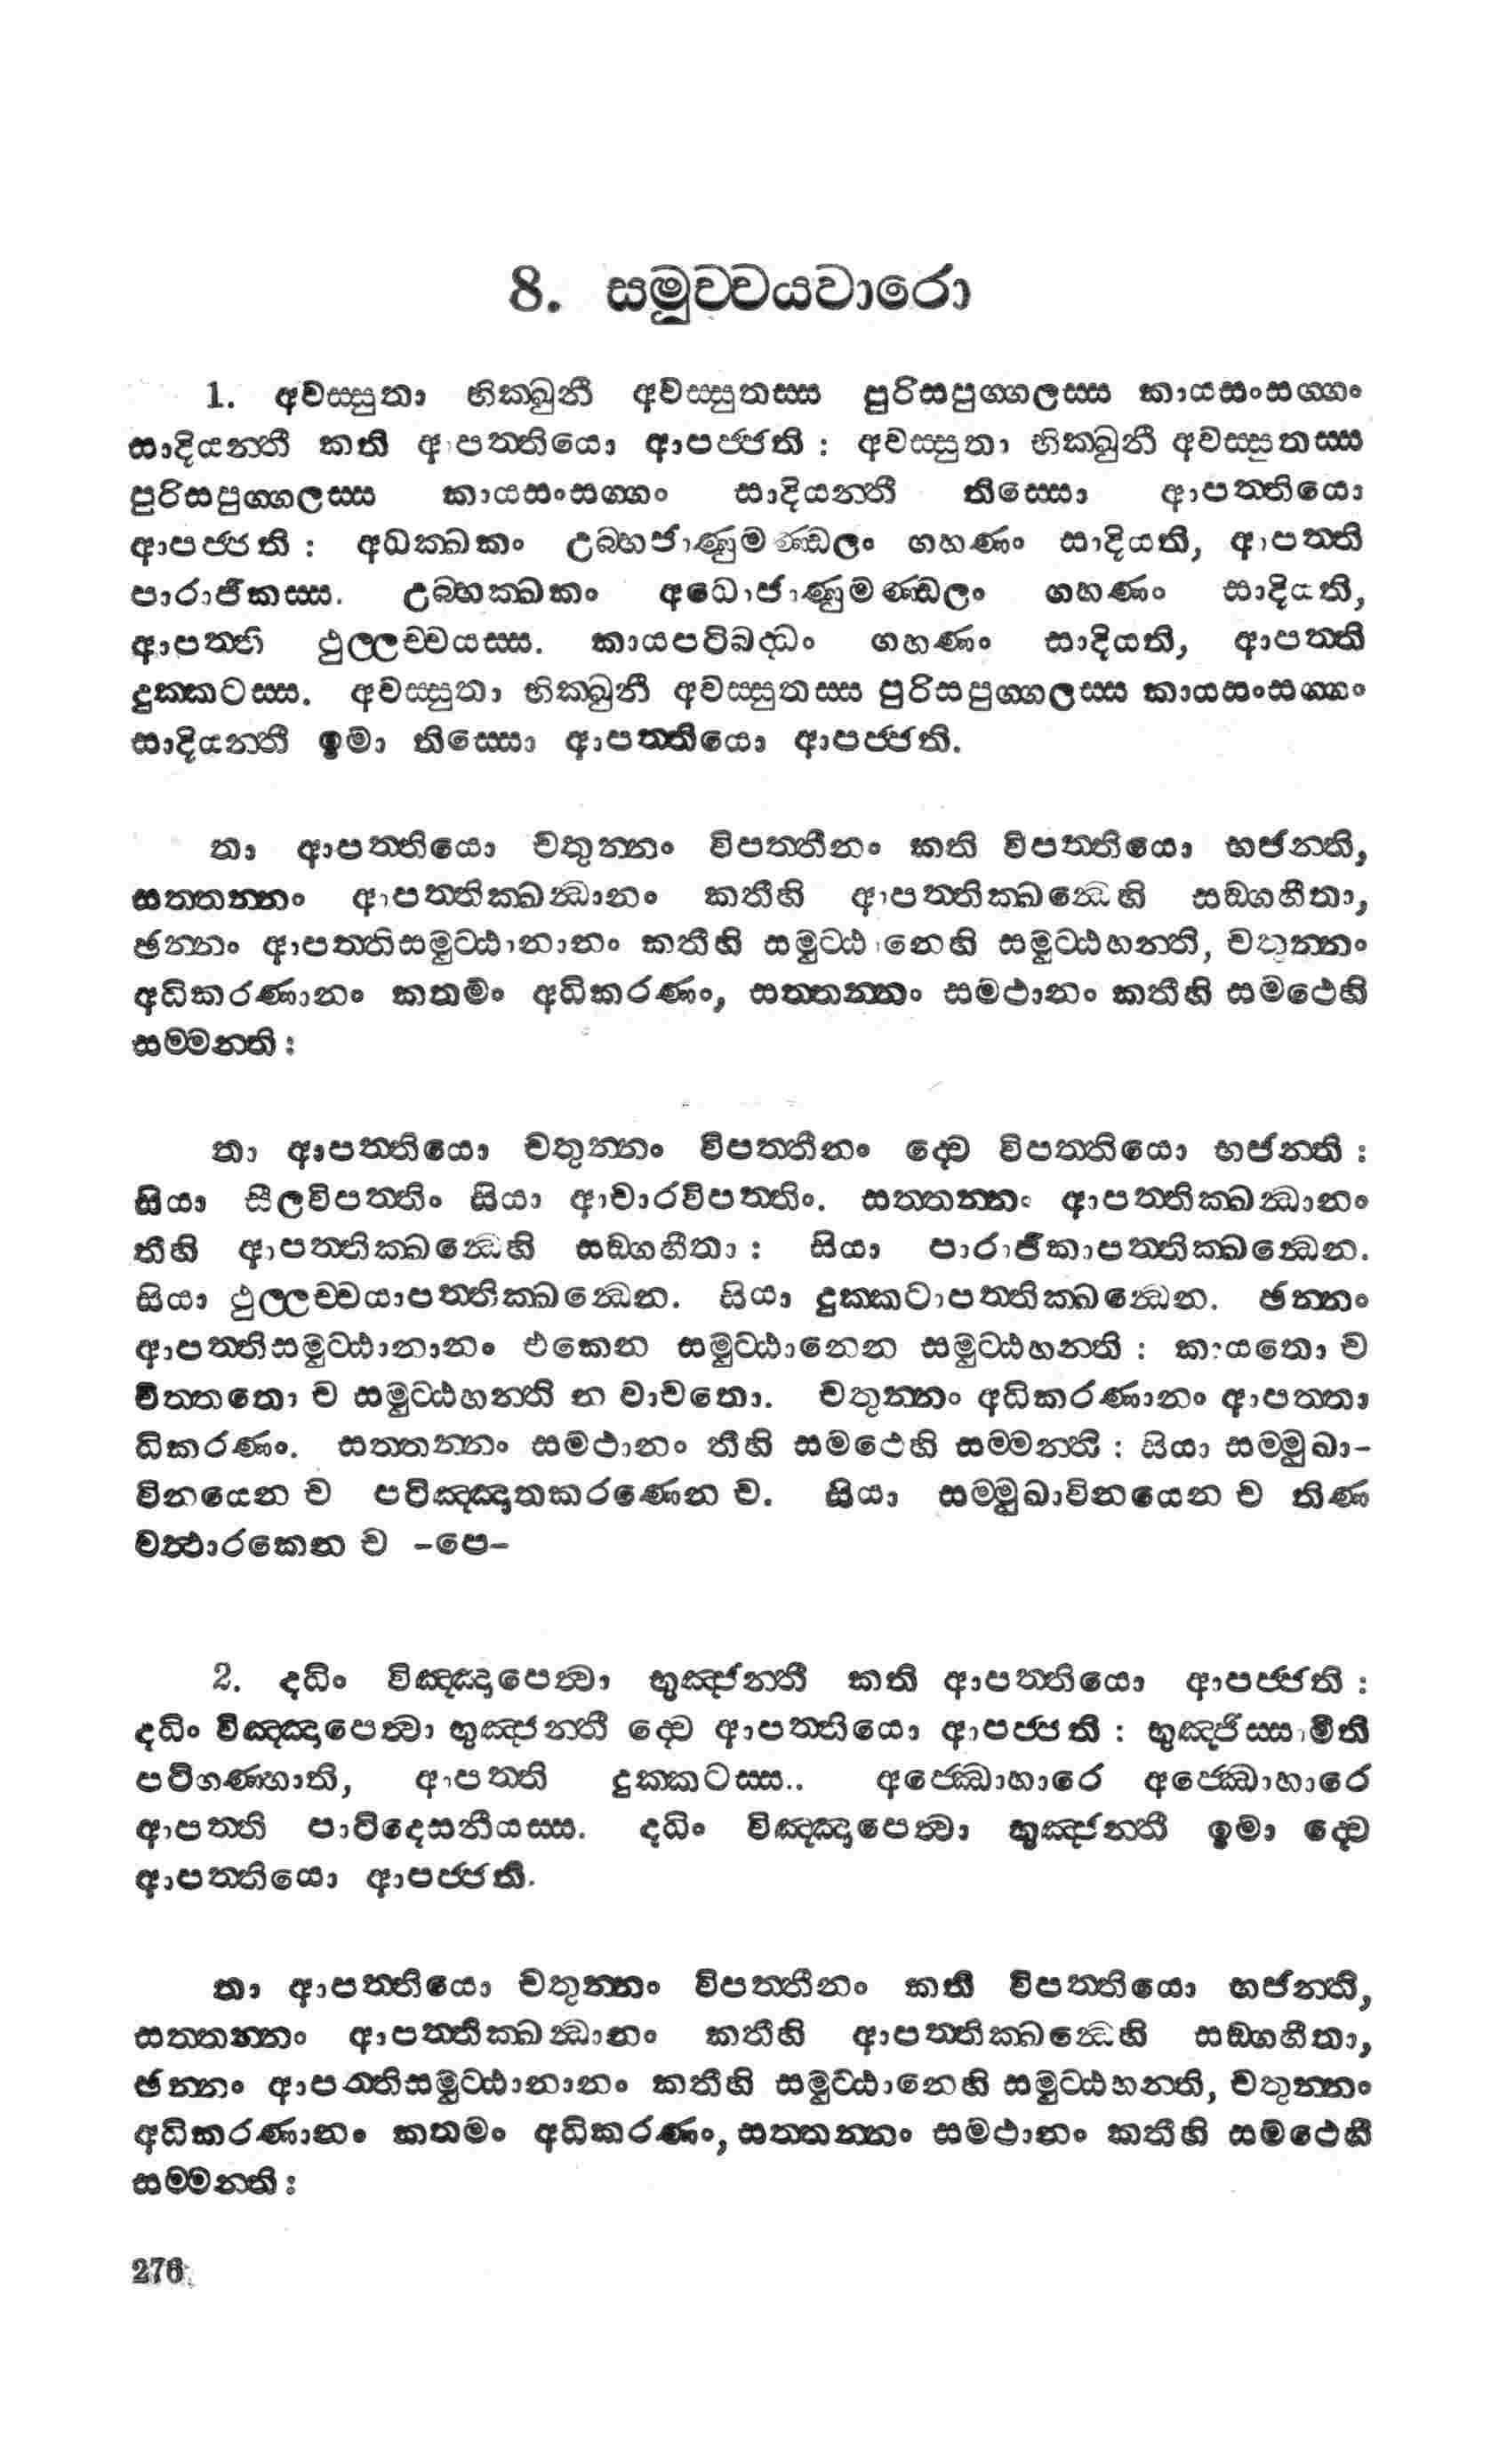 8. සමුච්චයවාරො
1. අවස්සුතා භික්ඛුනී අවස්සුතස්ස පුරිසපුග්ගලස්ස කායසංසග්ගං
සාදියන්තී කති ආපත්තියො ආපජ්ජති : අවස්සුතා භික්ඛුනී අවස්සුතස්ස
පුරිසපුග්ගලස්ස කායසංසග්ගං සාදියන්තී තිස්සො ආපත්තියො
ආපජ්ජති : අධක්ඛකං උබ්භජාණුමණ්ඩලං ගහණං සාදියති, ආපත්ති
පාරාජිකස්ස. උබ්භක්ඛකං අධොජාණුමණ්ඩලං ගහණං සාදියති,
ආපත්ති ථුල්ලච්චයස්ස. කායපටිබද්ධං ගහණං සාදියති, ආපත්ති
දුක්කටස්ස. අවස්සුතා භික්ඛුනී අවස්සුතස්ස පුරිසපුග්ගලස්ස කායසංසග්ගං
සාදියන්තී ඉමා තිස්සො ආපත්තියො ආපජ්ජති.
තා ආපත්තියො චතුන්නං විපත්තීනං කති විපත්තියො භජන්ති,
සත්තන්නං ආපත්තික්ඛන්ධානං කතීහි ආපත්තික්ඛන්ධෙහි සඞ්ගහීතා,
ඡන්නං ආපත්තිසමුට්ඨානානං කතීහි සමුට්ඨානෙහි සමුට්ඨහන්ති, චතුන්නං
අධිකරණානං කතමං අධිකරණං, සත්තන්නං සමථානං කතීහි සමථෙහි
සම්මන්ති :
තා ආපත්තියො චතුන්නං විපත්තීනං ද්වෙ විපත්තියො භජන්ති :
සියා සීලවිපත්තිං සියා ආචාරවිපත්තිං. සත්තන්නං ආපත්තික්ඛන්ධානං
තීහි ආපත්තික්ඛන්ධෙහි සඞ්ගහීතා : සියා පාරාජිකාපත්තික්ඛන්ධෙන.
සියා ථුල්ලච්චයාපත්තික්ඛන්ධෙන. සියා දුක්කටාපත්තික්ඛන්ධෙන. ඡන්නං
ආපත්තිසමුට්ඨානානං එකෙන සමුට්ඨානෙන සමුට්ඨහන්ති : කායතො ච
චිත්තතො ච සමුට්ඨහන්ති න වාචතො. චතුන්නං අධිකරණානං ආපත්තා
ධිකරණං. සත්තන්නං සමථානං තීහි සමථෙහි සම්මන්ති : සියා සම්මුඛා-
විනයෙන ච පටිඤ්ඤාතකරණෙන ච. සියා සම්මුඛාවිනයෙන ච තිණ
වත්ථාරකෙන ච -පෙ-
2. දධිං විඤ්ඤාපෙත්වා භුඤ්ජන්තී කති ආපත්තියො ආපජ්ජති :
දධිං විඤ්ඤාපෙත්වා භුඤ්ජන්තී ද්වෙ ආපත්තියො ආපජ්ජති : භුඤ්ජිස්සාමීති
පටිගණ්හාති, ආපත්ති දුක්කටස්ස.. අජ්ඣොහාරෙ අජ්ඣොහාරෙ
ආපත්ති පාටිදෙසනීයස්ස. දධිං විඤ්ඤාපෙත්වා භුඤ්ජන්තී ඉමා ද්වෙ
ආපත්තියො ආපජ්ජති.
තා ආපත්තියො චතුන්නං විපත්තීනං කති විපත්තියො භජන්ති,
සත්තන්නං ආපත්තික්ඛන්ධානං කතීහි ආපත්තික්ඛන්ධෙහි සඞ්ගහීතා,
ඡන්නං ආපත්තිසමුට්ඨානානං කතීහි සමුට්ඨානෙහි සමුට්ඨහන්ති, චතුන්නං
අධිකරණානං කතමං අධිකරණං, සත්තන්නං සමථානං කතීහි සමථෙහි
සම්මන්ති :
276